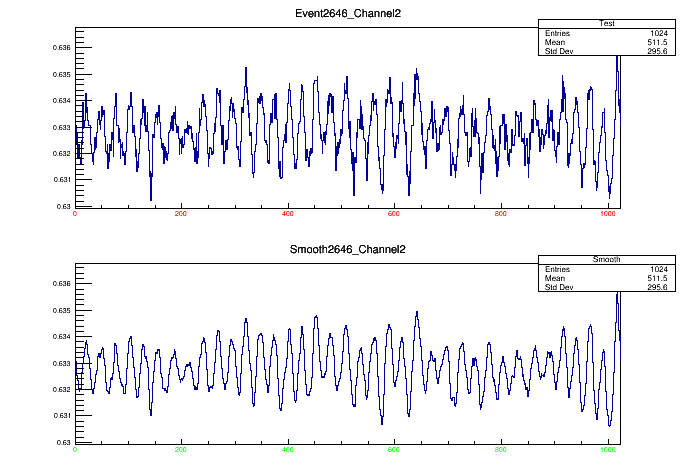 Event2646_Channel2
Test
Entries 1024
Mean 511.5
Std Dev 295.6
0.636
0.635
0.634
0.633
0.632
0.631
0.63
0 200 400 600 800 1000
Smooth2646_Channel2
Smooth
Entries 1024
Mean 511.5
Std Dev 295.6
0.636
0.635
0.634
0.633
0.632
0.631
0.63
0 200 400 600 800 1000